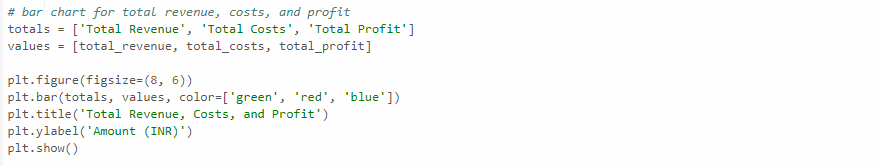 # bar chart for total revenue, costs, and profit
totals = ['Total Revenue', 'Total Costs', 'Total Profit']
values = [total_revenue, total_costs, total_profit]
plt.figure(figsize=(8, 6))
plt.bar(totals, values, color=['green', 'red', 'blue'])
plt.title('Total Revenue, Costs, and Profit')
plt.ylabel('Amount (INR)')
plt.show()